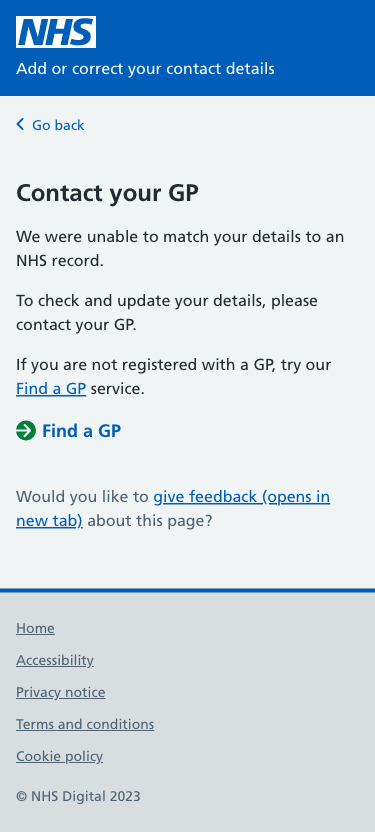 NHS
Add or correct your contact details
Go back
Contact your GP
We were unable to match your details to an
NHS record.
To check and update your details, please
contact your GP.
If you are not registered with a GP, try our
Find a GP service.
Find a GP
Would you like to give feedback (opens in
new tab) about this page?
Home
Accessibility
Privacy notice
Terms and conditions
Cookie policy
© NHS Digital 2023